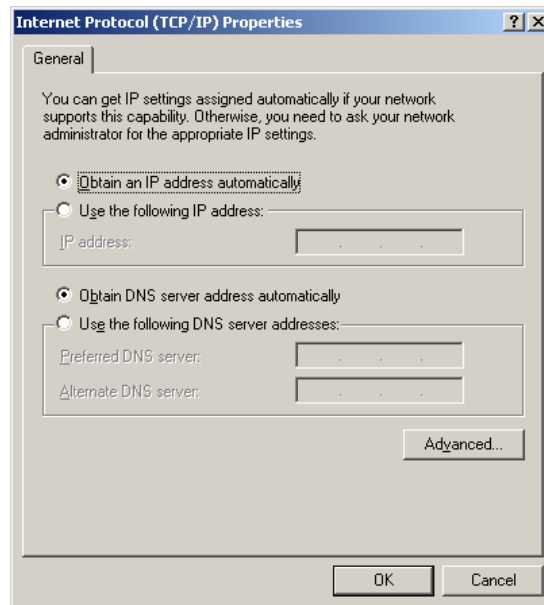 Internet Protocol (TCP/IP) Properties
General
You can get IP settings assigned automatically if your network
supports this capability. Otherwise, you need to ask your network
administrator for the appropriate IP settings.
Obtain an IP address automatically
Use the following IP address:
IP address:
Obtain DNS server address automatically
Use the following DNS server addresses:
Preferred DNS server:
Alternate DNS server:
Advanced...
OK
Cancel